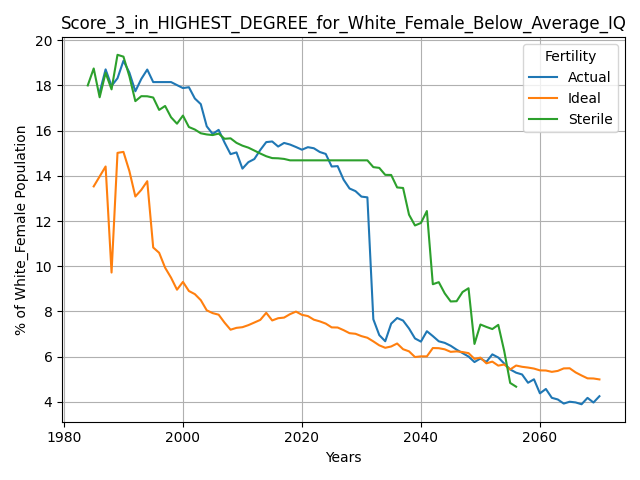 Score_3_in_HIGHEST_DEGREE_for_White_Female_Below_Average_IQ
20
18
16
14
12
10
8
6
4
% of White_Female Population
Fertility
Actual
Ideal
Sterile
1980
2000
2020
2040
2060
Years